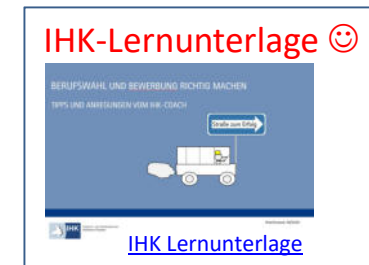 IHK-Lernunterlage ☺
BERUFSWAHL UND BEWERBUNG RICHTIG MACHEN
TIPPS UND ANREGUNGEN VOM IHK-COACH
Straße zum Erfolg
IHK
IHK Lernunterlage